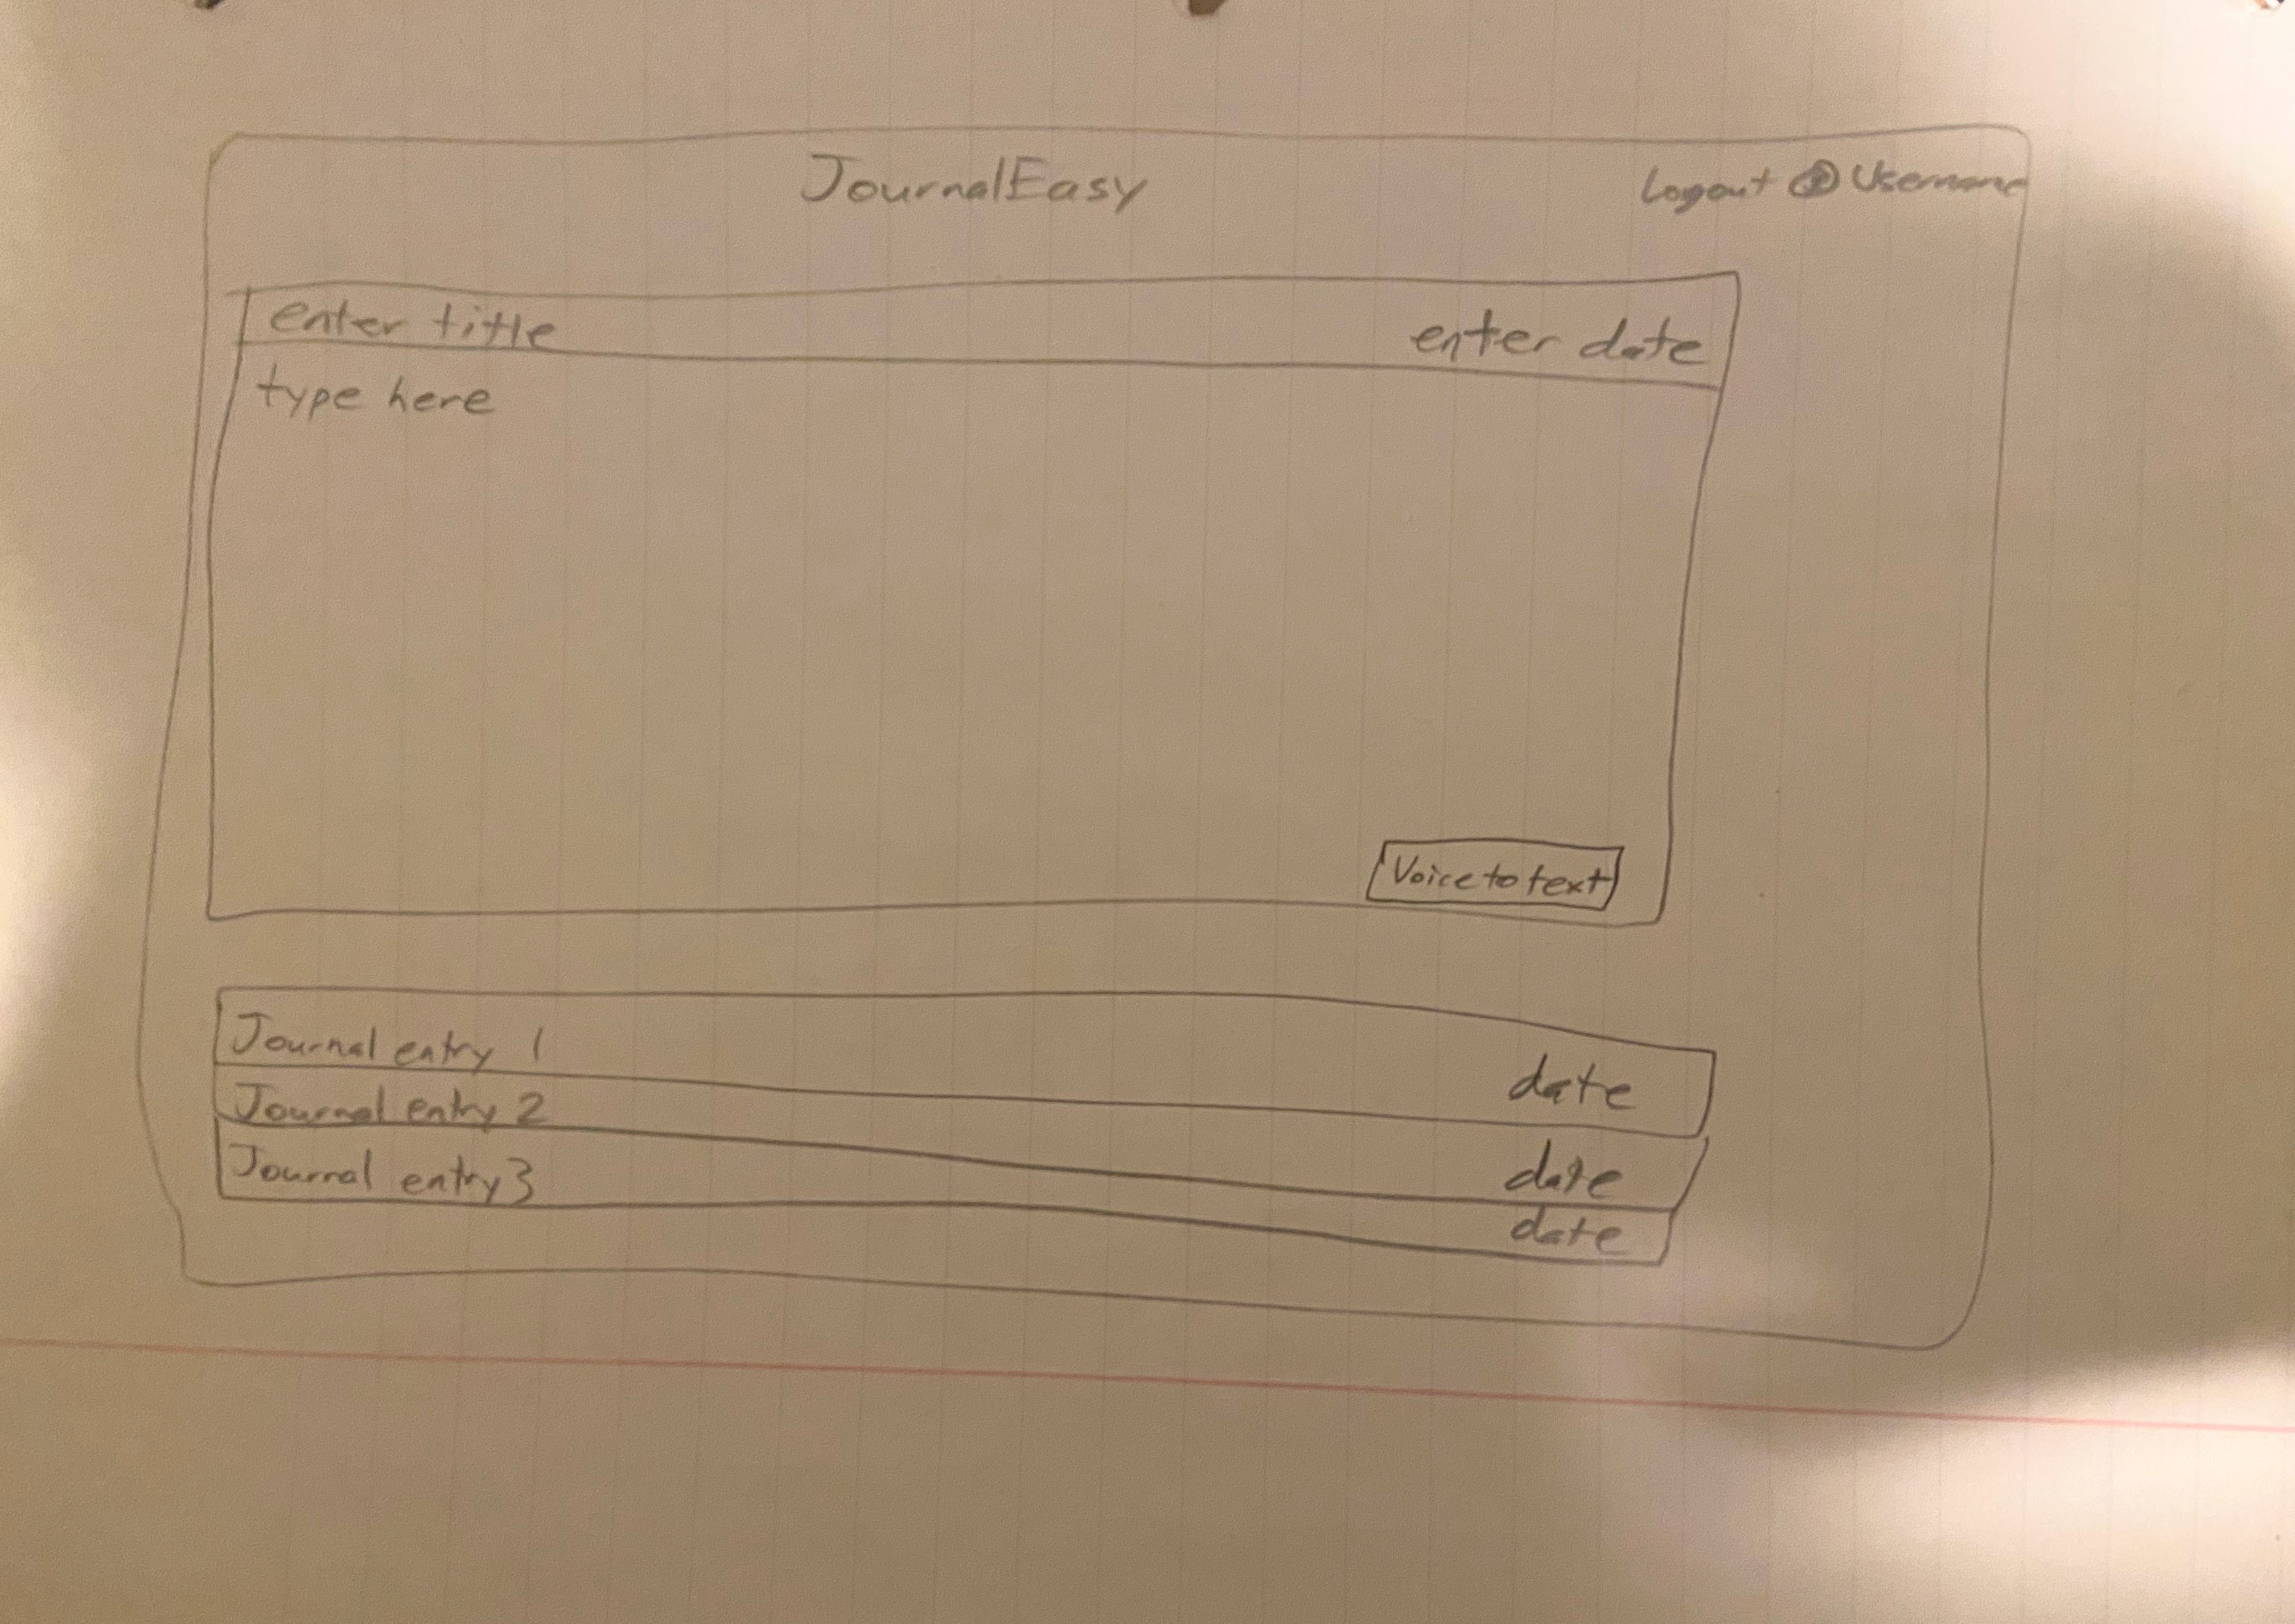 JournalEasy
Logout Username
enter title enter date
type here
Voice to text
Journal entry 1 date
Journal entry 2 date
Journal entry 3 date